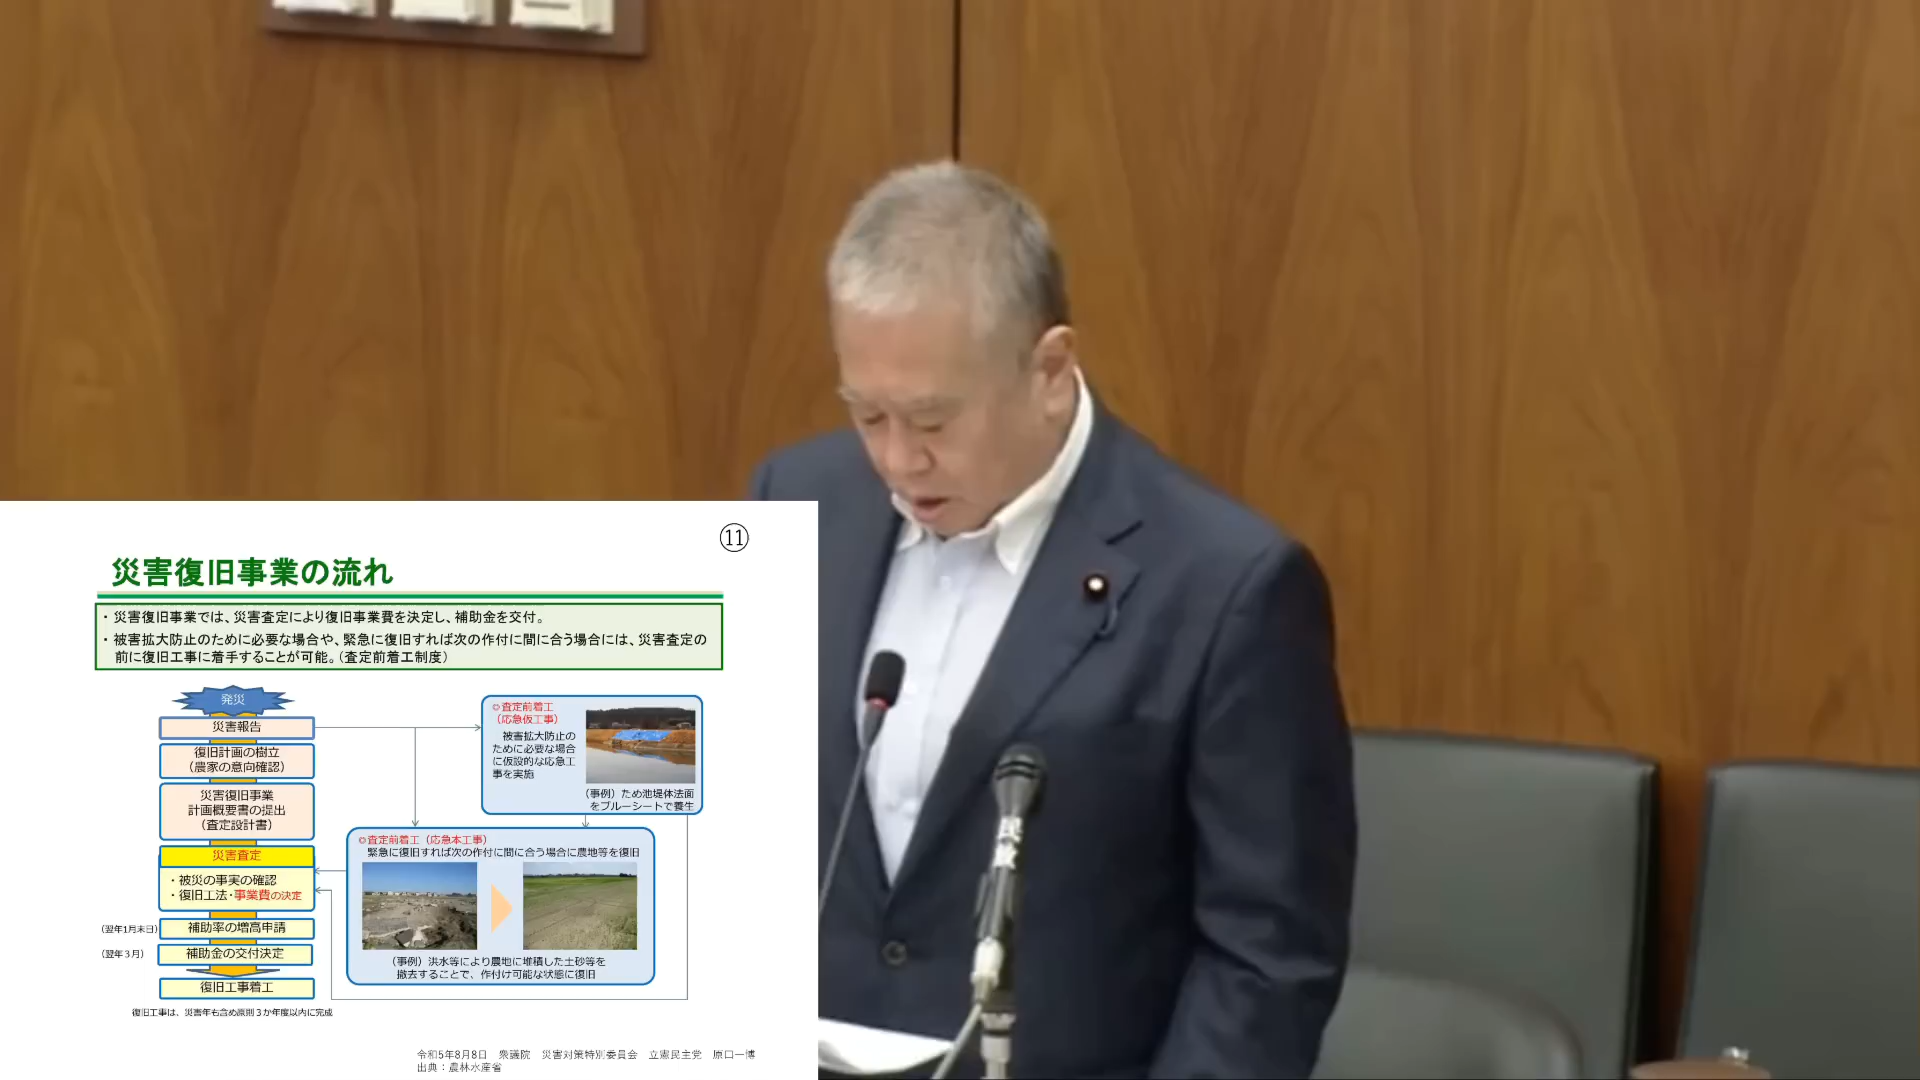 ⑪
災害復旧事業の流れ
・災害復旧事業では、災害査定により復旧事業費を決定し、補助金を交付。
・被害拡大防止のために必要な場合や、緊急に復旧すれば次の作付に間に合う場合には、災害査定の
前に復旧工事に着手することが可能。(査定前着工制度)
発災
災害報告
復旧計画の樹立
(農家の意向確認)
災害復旧事業
計画概要書の提出
(査定設計書)
災害査定
・被災の事実の確認
・復旧工法・事業費の決定
(翌年1月末日)
補助率の増高申請
(翌年3月)
補助金の交付決定
復旧工事着工
復旧工事は、災害年も含め原則3か年度以内に完成
◎査定前着工
(応急仮工事)
被害拡大防止の
ために必要な場合
に仮設的な応急工
事を実施
(事例)ため池堤体法面
をブルーシートで養生
◎査定前着工(応急本工事)
緊急に復旧すれば次の作付に間に合う場合に農地等を復旧
(事例)洪水等により農地に堆積した土砂等を
撤去することで、作付け可能な状態に復旧
令和5年8月8日 衆議院 災害対策特別委員会 立憲民主党 原口一博
出典:農林水産省
民放